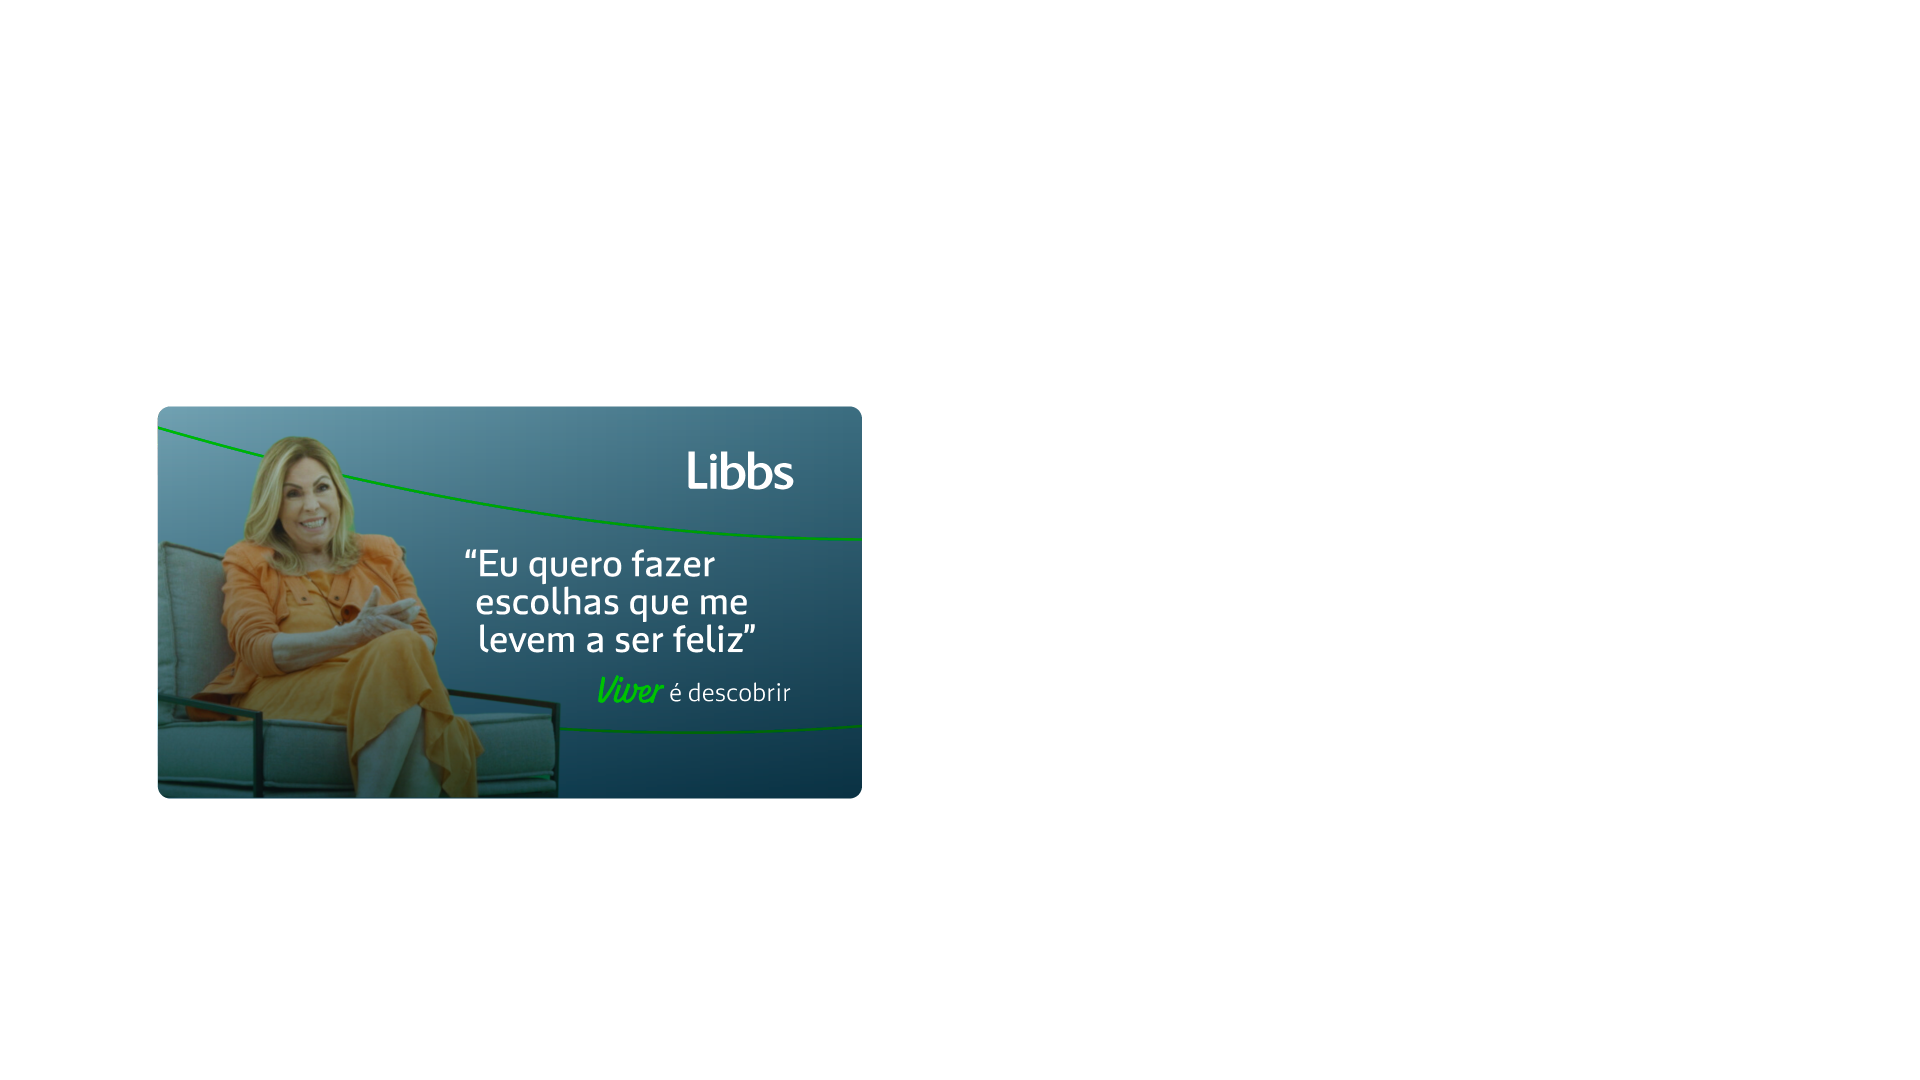 Libbs
“Eu quero fazer
escolhas que me
levem a ser feliz”
Viver é descobrir